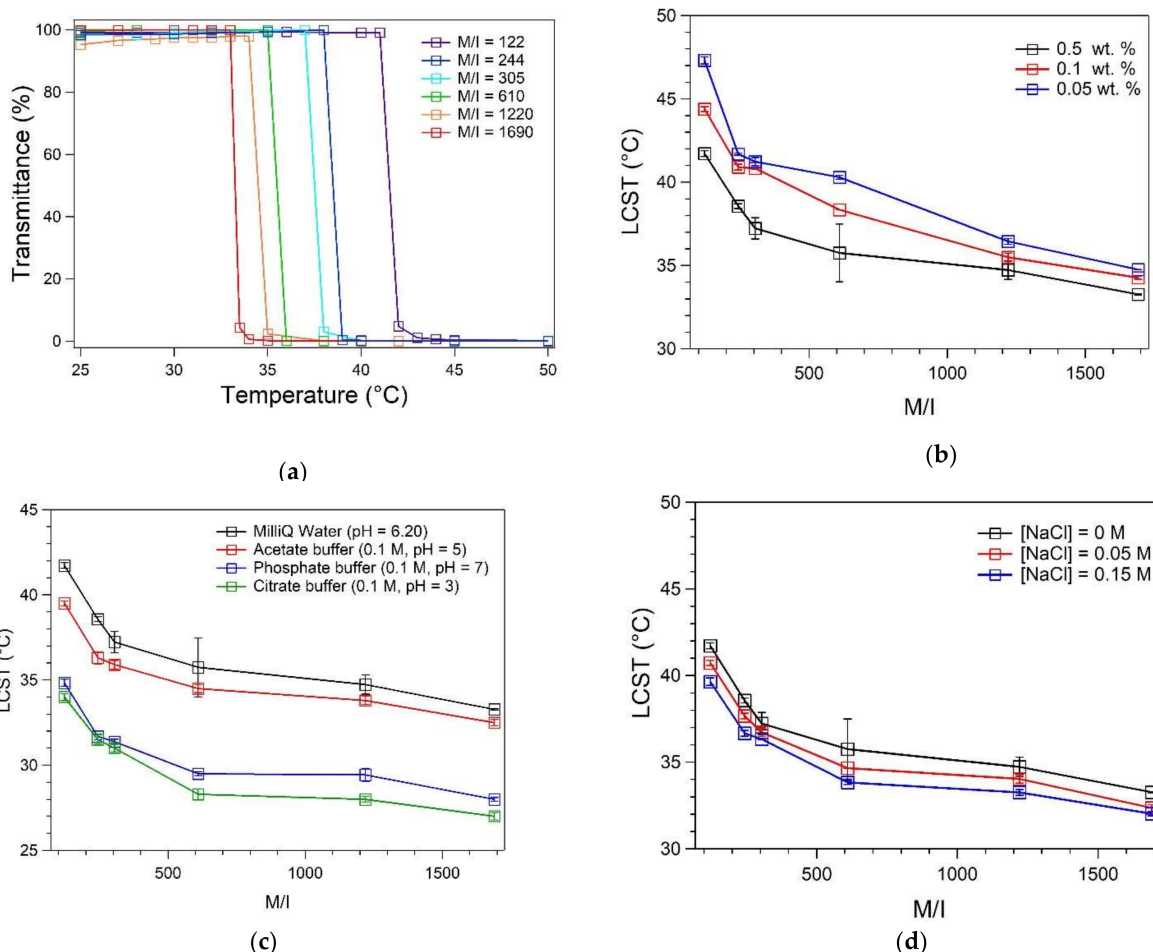 100
80
60
40
20
0
Transmittance (%)
M/I = 122
M/I = 244
M/I = 305
M/I = 610
M/I = 1220
M/I = 1690
25
30
35
40
45
50
Temperature (°C)
(a)
50
45
40
35
30
LCST (°C)
0.5 wt. %
0.1 wt. %
0.05 wt. %
500
1000
1500
M/I
(b)
45
40
35
30
25
LCST (°C)
MilliQ Water (pH = 6.20)
Acetate buffer (0.1 M, pH = 5)
Phosphate buffer (0.1 M, pH = 7)
Citrate buffer (0.1 M, pH = 3)
500
1000
1500
M/I
(c)
50
45
40
35
30
LCST (°C)
[NaCl] = 0 M
[NaCl] = 0.05 M
[NaCl] = 0.15 M
500
1000
1500
M/I
(d)